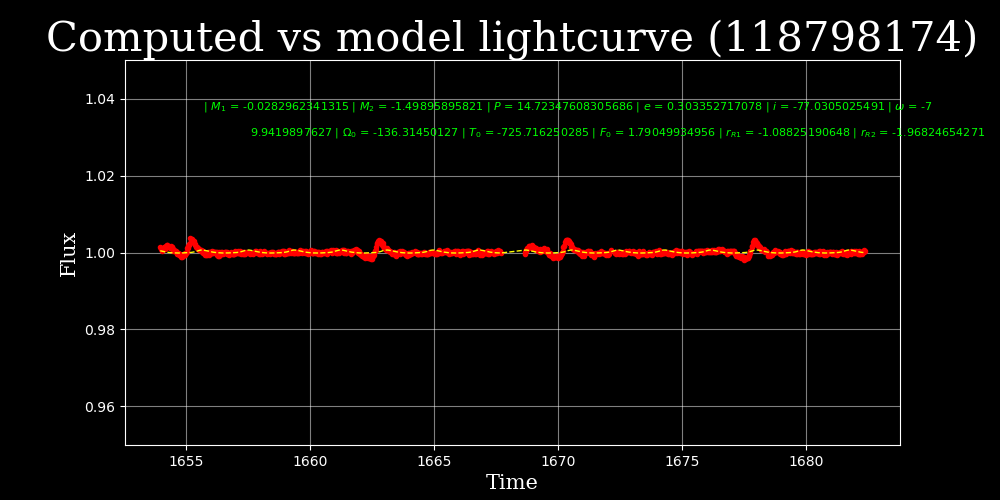 Computed vs model lightcurve (118798174)
| M₁ = -0.0282962341315 | M₂ = -1.49895895821 | P = 14.72347608305686 | e = 0.303352717078 | i = -77.0305025491 | ω = -7
9.9419897627 | Ω₀ = -136.31450127 | T₀ = -725.716250285 | F₀ = 1.79049934956 | r_R1 = -1.08825190648 | r_R2 = -1.96824654271
1.04
1.02
1.00
0.98
0.96
Flux
1655 1660 1665 1670 1675 1680
Time